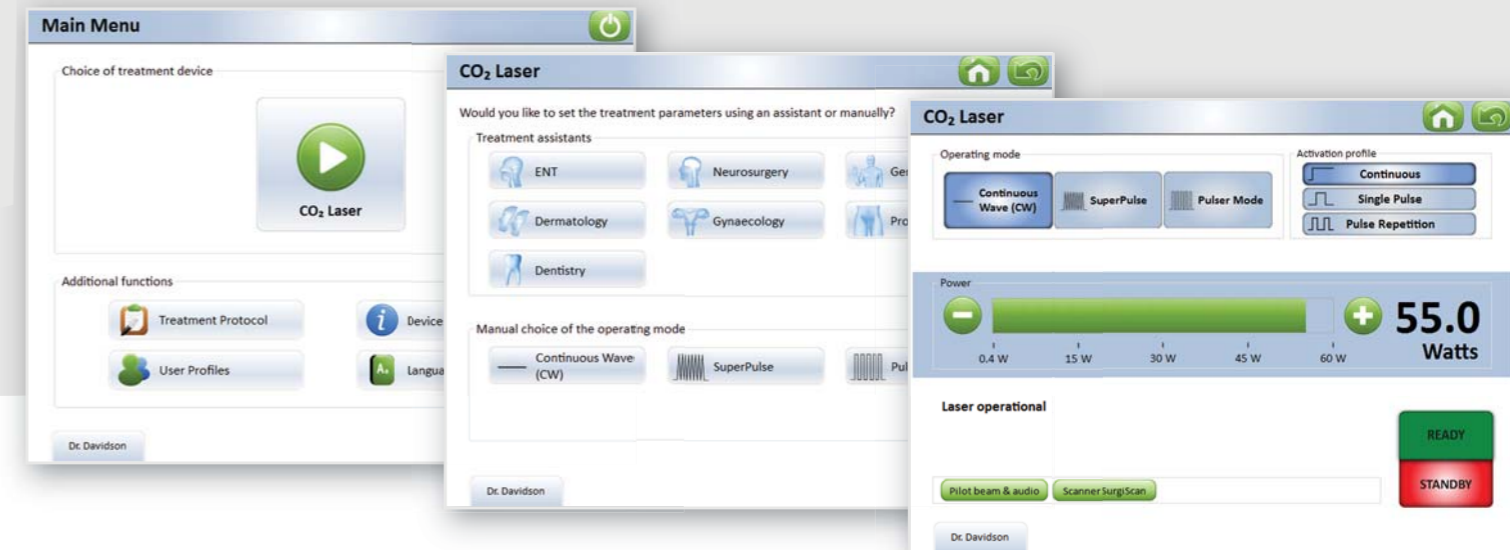 Main Menu
Choice of treatment device
CO₂ Laser
Additional functions
Treatment Protocol
Device
User Profiles
Dr. Davidson
CO₂ Laser
Would you like to set the treatment parameters using an assistant or manually?
Treatment assistants
ENT
Neurosurgery
Dermatology
Gynaecology
Dentistry
Manual choice of the operating mode
Continuous Wave
(CW)
SuperPulse
Dr. Davidson
CO₂ Laser
Operating mode
Continuous
Wave (CW)
SuperPulse
Pulser Mode
Activation profile
Continuous
Single Pulse
Pulse Repetition
Power
0.4 W
15 W
30 W
45 W
60 W
55.0
Watts
Laser operational
READY
STANDBY
Pilot beam & audio
Scanner SurgiScan
Dr. Davidson